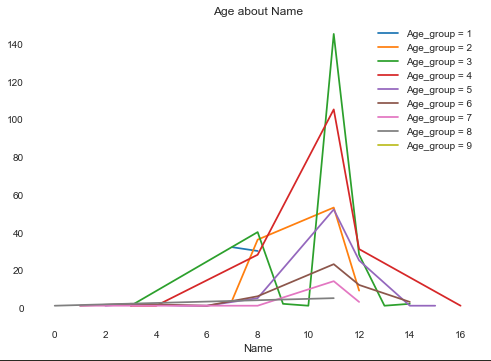 Age about Name
140
120
100
80
60
40
20
0
Age_group = 1
Age_group = 2
Age_group = 3
Age_group = 4
Age_group = 5
Age_group = 6
Age_group = 7
Age_group = 8
Age_group = 9
0 2 4 6 8 10 12 14 16
Name